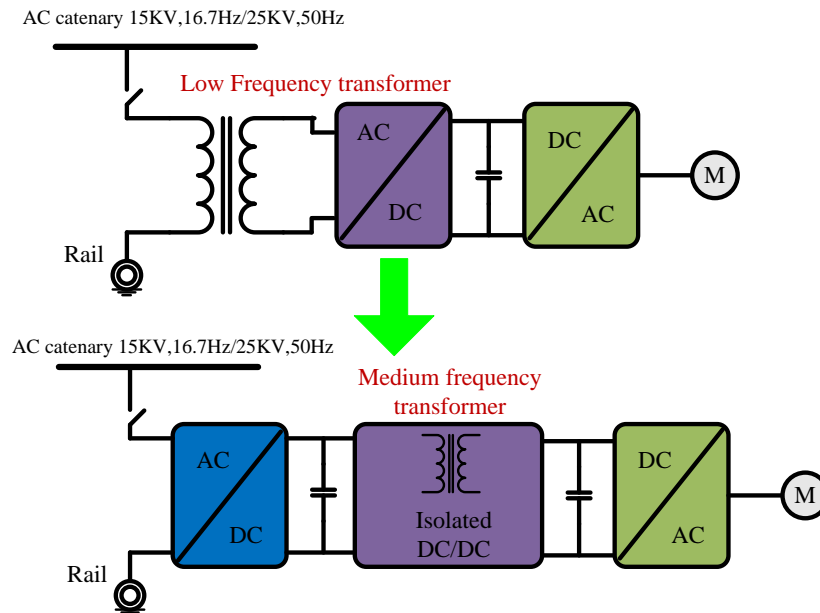 AC catenary 15KV,16.7Hz/25KV,50Hz
Low Frequency transformer
AC
DC
DC
AC
M
Rail
AC catenary 15KV,16.7Hz/25KV,50Hz
Medium frequency
transformer
AC
DC
Isolated
DC/DC
DC
AC
M
Rail